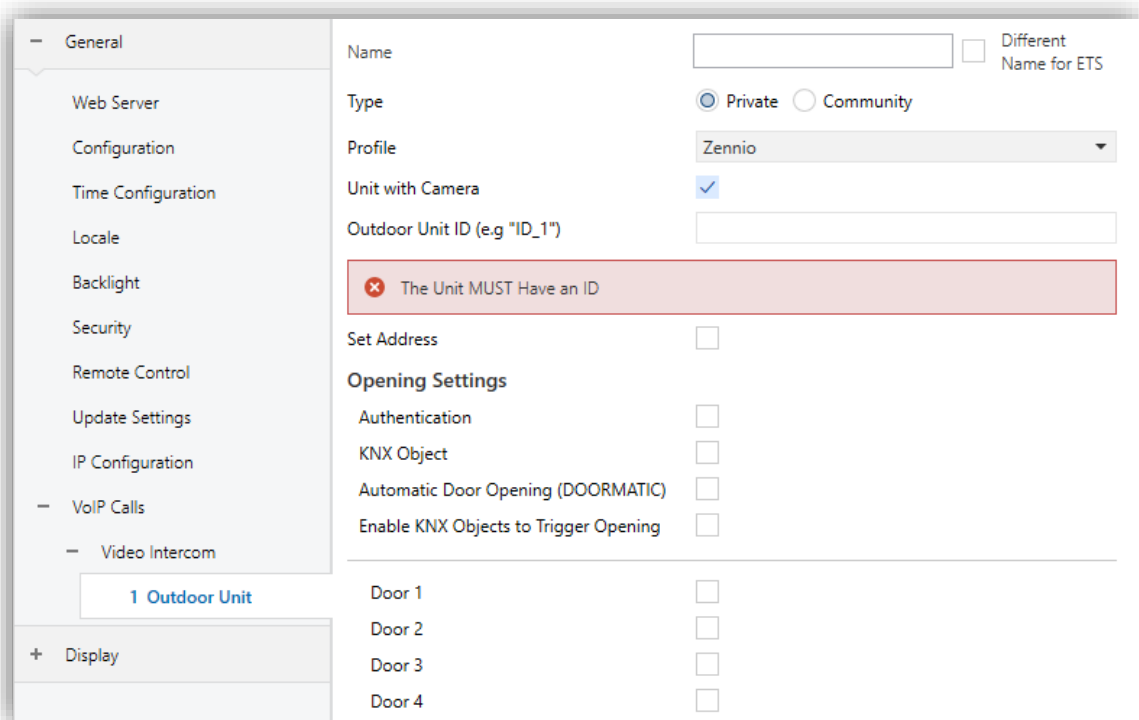 General
Web Server
Configuration
Time Configuration
Locale
Backlight
Security
Remote Control
Update Settings
IP Configuration
VoIP Calls
Video Intercom
1 Outdoor Unit
Display
Name
Different
Name for ETS
Type
Private
Community
Profile
Zennio
Unit with Camera
Outdoor Unit ID (e.g "ID_1")
The Unit MUST Have an ID
Set Address
Opening Settings
Authentication
KNX Object
Automatic Door Opening (DOORMATIC)
Enable KNX Objects to Trigger Opening
Door 1
Door 2
Door 3
Door 4